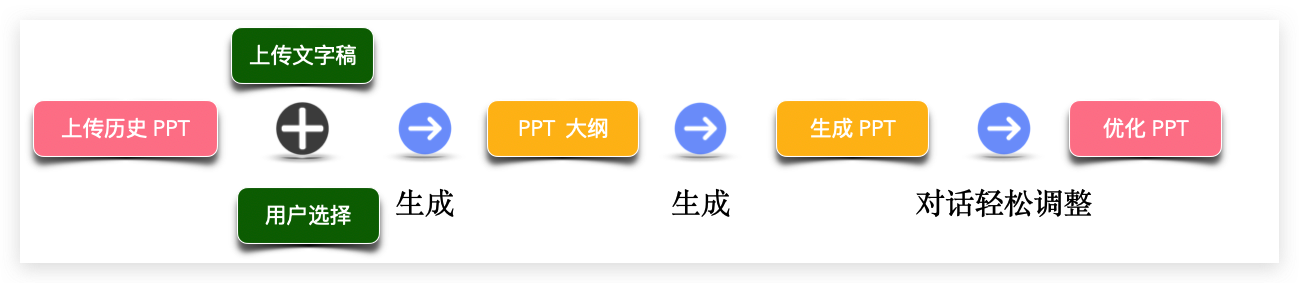 上传文字稿
上传历史 PPT
PPT 大纲
生成 PPT
优化 PPT
用户选择
生成
生成
对话轻松调整